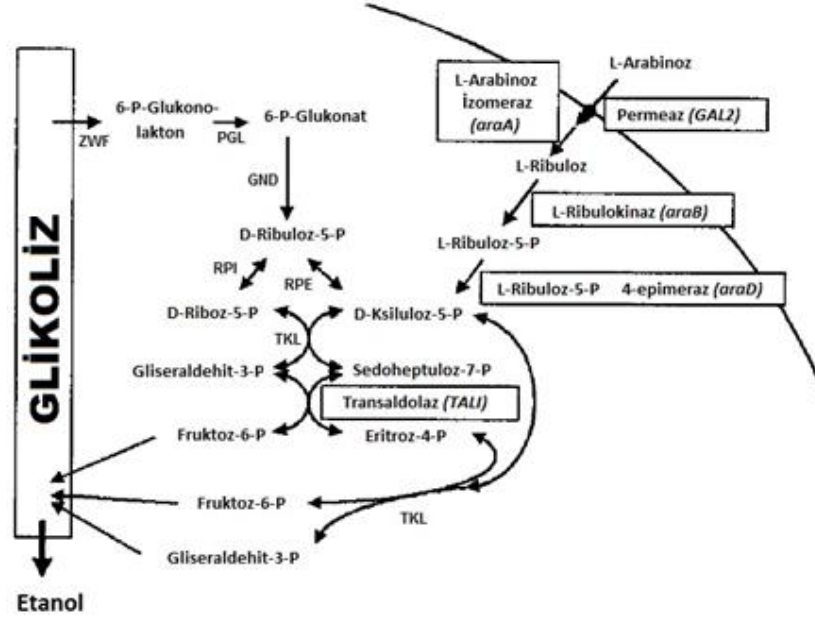 GLİKOLİZ
Etanol
6-P-Glukono-
lakton
ZWF
PGL
6-P-Glukonat
GND
D-Ribuloz-5-P
RPI
RPE
D-Riboz-5-P
D-Ksiluloz-5-P
TKL
Gliseraldehit-3-P
Sedoheptuloz-7-P
Transaldolaz (TALI)
Fruktoz-6-P
Eritroz-4-P
Fruktoz-6-P
TKL
Gliseraldehit-3-P
L-Arabinoz
İzomeraz
(araA)
L-Arabinoz
Permeaz (GAL2)
L-Ribuloz
L-Ribulokinaz (araB)
L-Ribuloz-5-P
L-Ribuloz-5-P 4-epimeraz (araD)